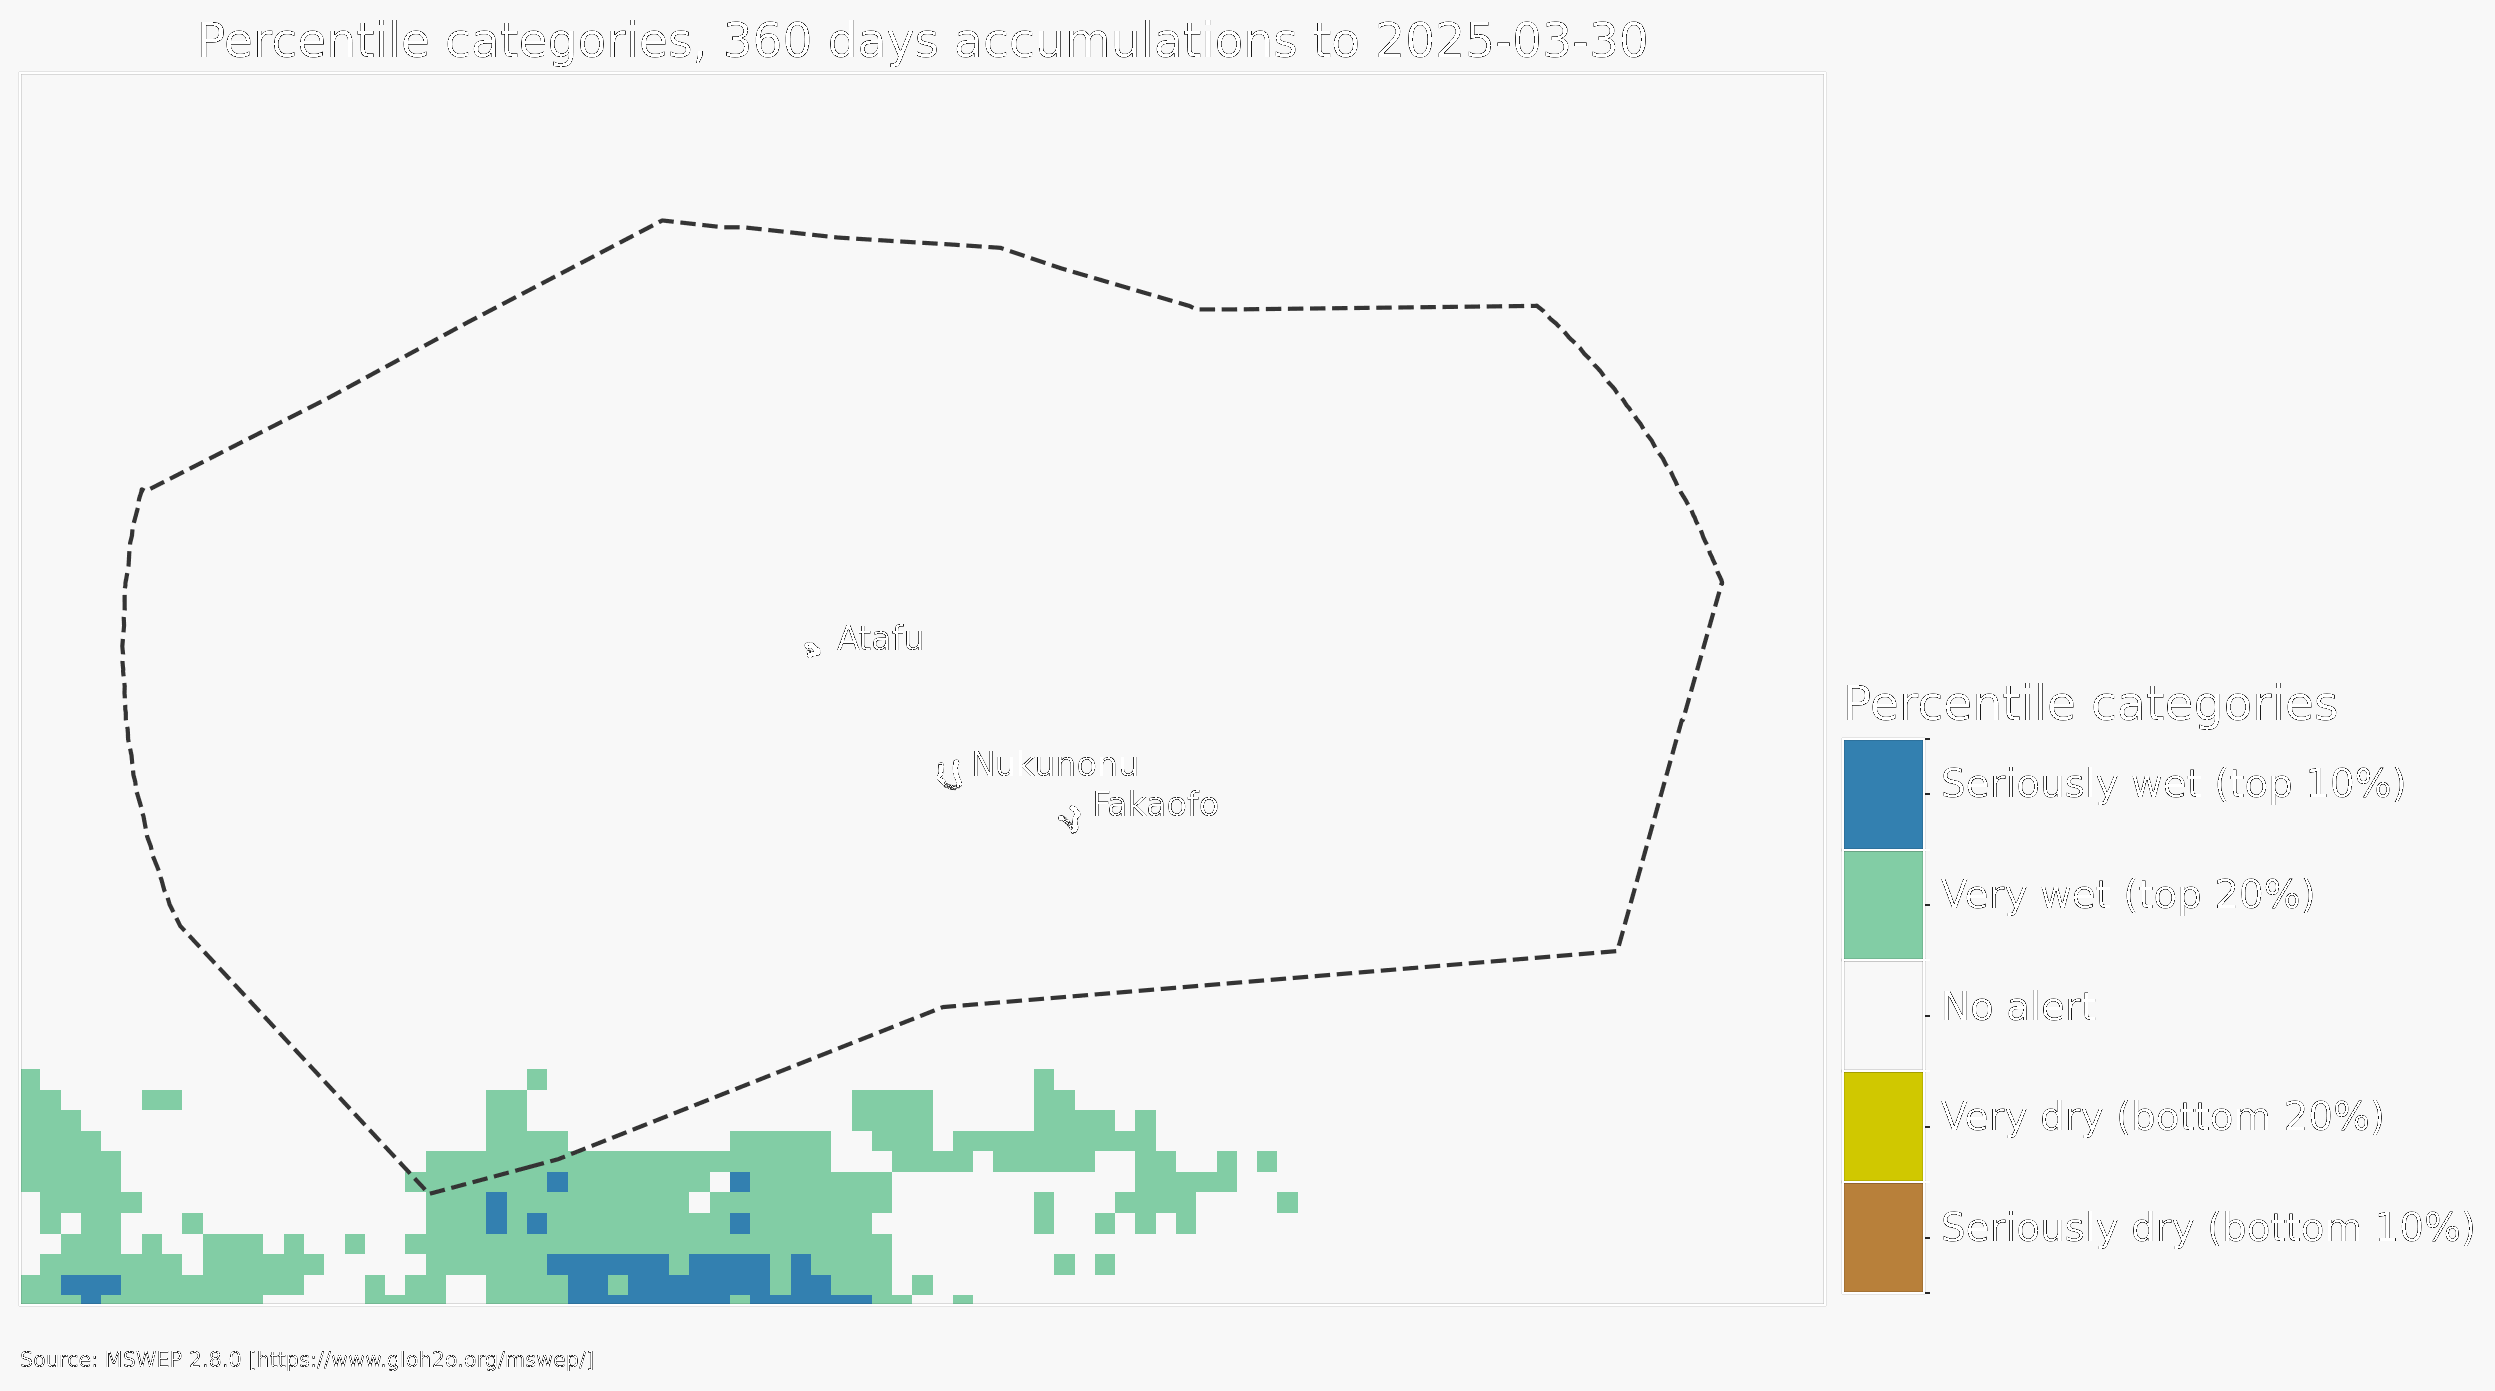 Percentile categories, 360 days accumulations to 2025-03-30
Atafu
Nukunonu
Fakaofo
Percentile categories
Seriously wet (top 10%)
Very wet (top 20%)
No alert
Very dry (bottom 20%)
Seriously dry (bottom 10%)
Source: MSWEP 2.8.0 [https://www.gloh2o.org/mswep/]